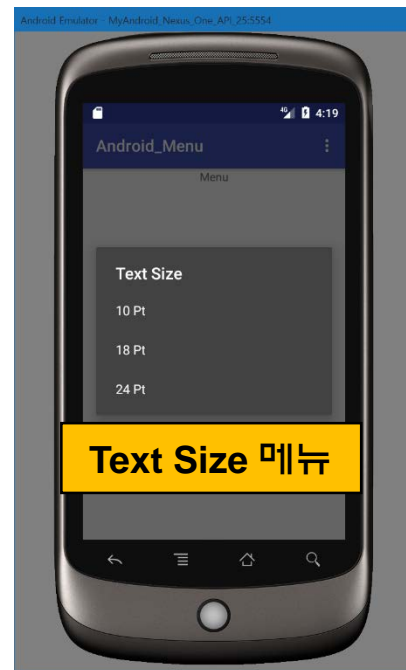 Android Emulator - MyAndroid_Nexus_One_API_25:5554
4G 4:19
Android_Menu
Menu
Text Size
10 Pt
18 Pt
24 Pt
Text Size 메뉴